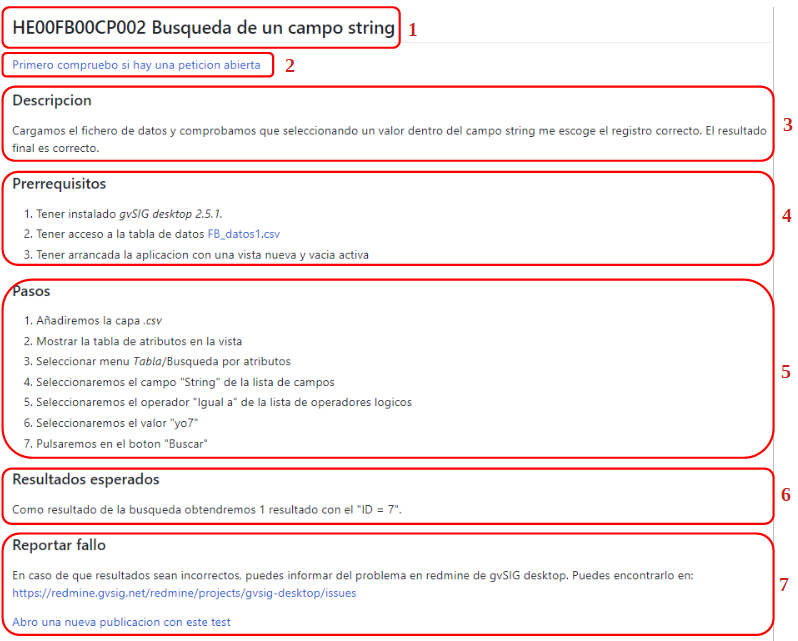 HE00FB00CP002 Busqueda de un campo string 1
Primero compruebo si hay una peticion abierta 2
Descripcion
Cargamos el fichero de datos y comprobamos que seleccionando un valor dentro del campo string me escoge el registro correcto. El resultado
final es correcto.
3
Prerrequisitos
1. Tener instalado gvSIG desktop 2.5.1.
2. Tener acceso a la tabla de datos FB_datos1.csv
3. Tener arrancada la aplicacion con una vista nueva y vacia activa
4
Pasos
1. Añadiremos la capa .csv
2. Mostrar la tabla de atributos en la vista
3. Seleccionar menu Tabla/Busqueda por atributos
4. Seleccionaremos el campo "String" de la lista de campos
5. Seleccionaremos el operador "Igual a" de la lista de operadores logicos
6. Seleccionaremos el valor "yo7"
7. Pulsaremos en el boton "Buscar"
5
Resultados esperados
Como resultado de la busqueda obtendremos 1 resultado con el "ID = 7".
6
Reportar fallo
En caso de que resultados sean incorrectos, puedes informar del problema en redmine de gvSIG desktop. Puedes encontrarlo en:
https://redmine.gvsig.net/redmine/projects/gvsig-desktop/issues
Abro una nueva publicacion con este test
7